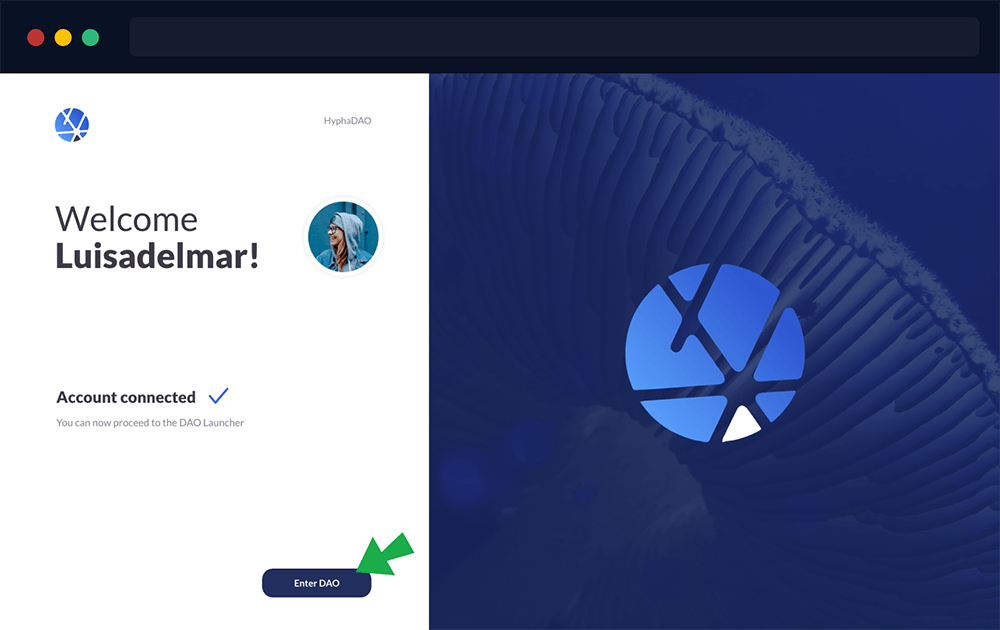 HyphaDAO
Welcome
Luisadelmar!
Account connected
You can now proceed to the DAO Launcher
Enter DAO